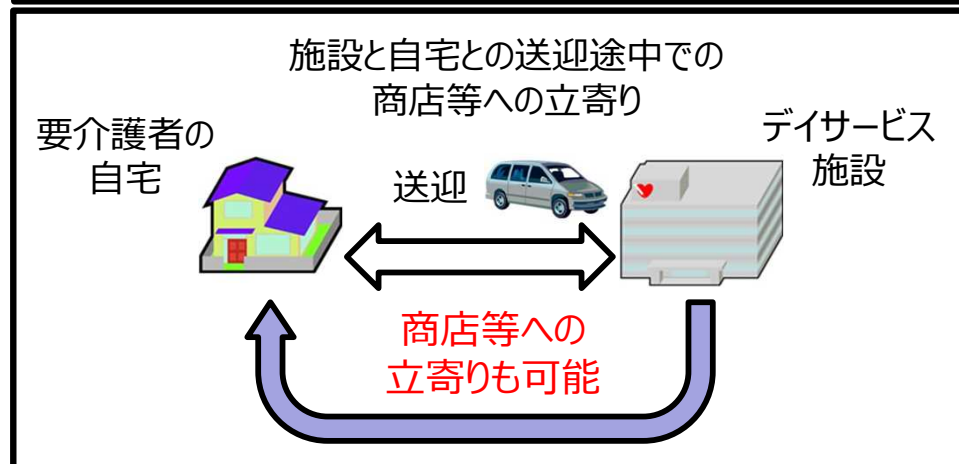 施設と自宅との送迎途中での
商店等への立寄り
要介護者の
自宅
送迎
デイサービス
施設
商店等への
立寄りも可能